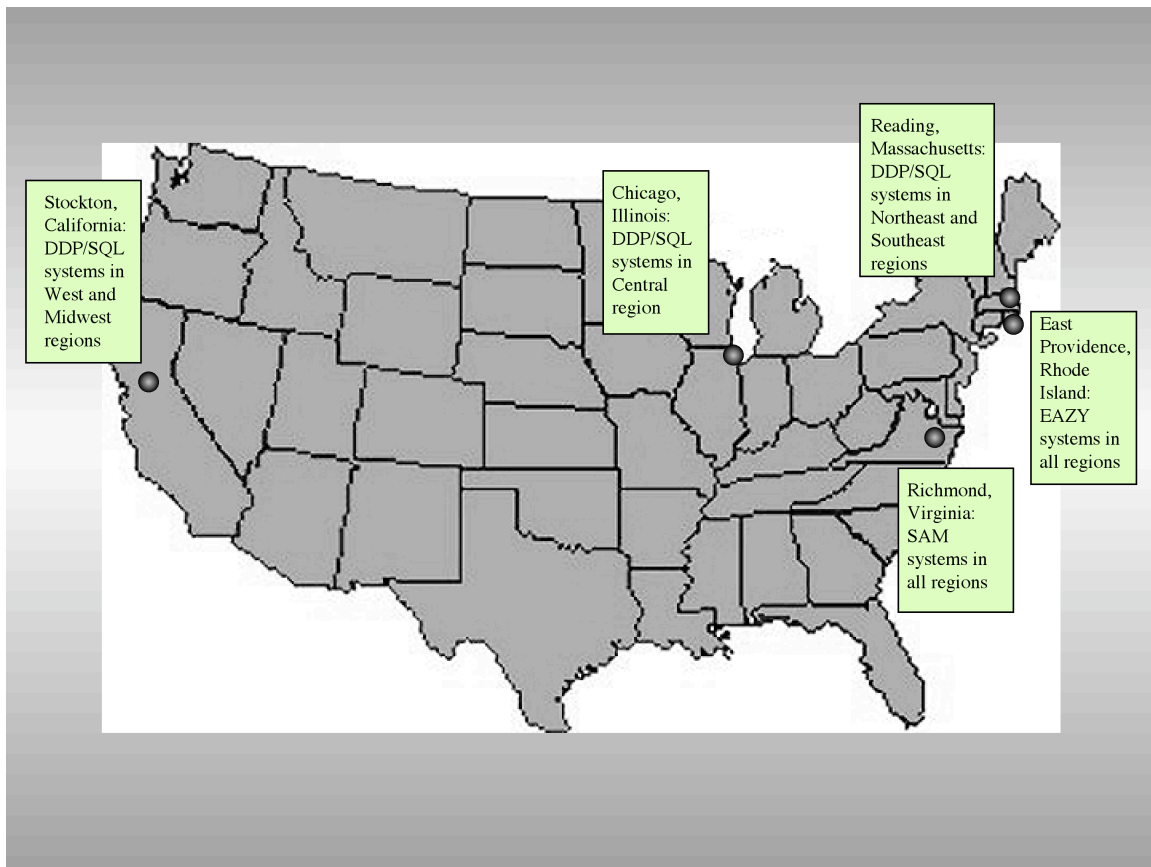 Stockton,
California:
DDP/SQL
systems in
West and
Midwest
regions
Chicago,
Illinois:
DDP/SQL
systems in
Central
region
Reading,
Massachusetts:
DDP/SQL
systems in
Northeast and
Southeast
regions
East
Providence,
Rhode
Island:
EAZY
systems in
all regions
Richmond,
Virginia:
SAM
systems in
all regions